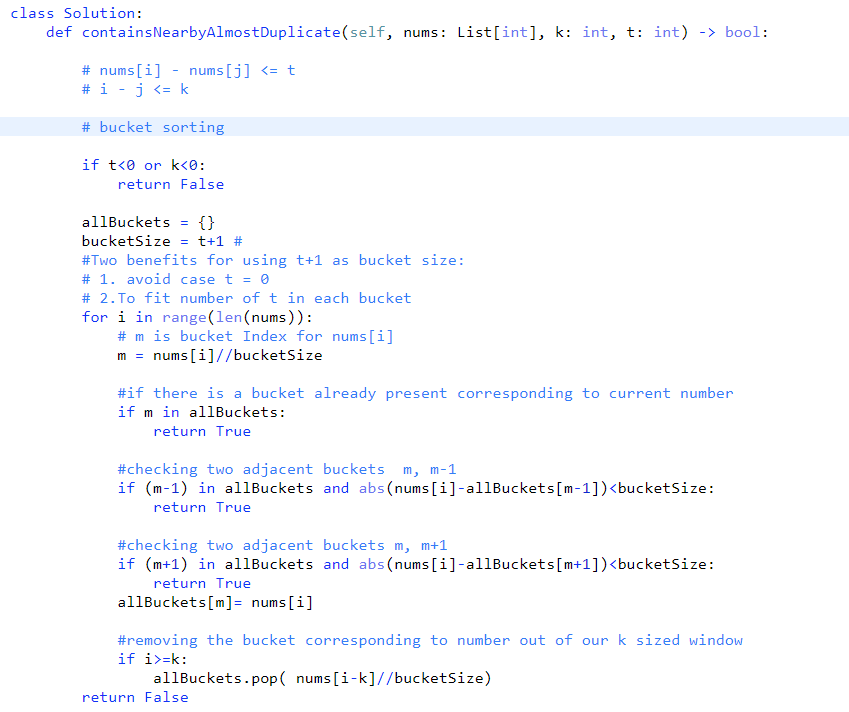 class Solution:
    def containsNearbyAlmostDuplicate(self, nums: List[int], k: int, t: int) -> bool:
        # nums[i] - nums[j] <= t
        # i - j <= k
        # bucket sorting
        if t<0 or k<0:
            return False
        allBuckets = {}
        bucketSize = t+1 #
        #Two benefits for using t+1 as bucket size:
        # 1. avoid case t = 0
        # 2.To fit number of t in each bucket
        for i in range(len(nums)):
            # m is bucket Index for nums[i]
            m = nums[i]//bucketSize
            #if there is a bucket already present corresponding to current number
            if m in allBuckets:
                return True
            #checking two adjacent buckets  m, m-1
            if (m-1) in allBuckets and abs(nums[i]-allBuckets[m-1])<bucketSize:
                return True
            #checking two adjacent buckets m, m+1
            if (m+1) in allBuckets and abs(nums[i]-allBuckets[m+1])<bucketSize:
                return True
            allBuckets[m]= nums[i]
            #removing the bucket corresponding to number out of our k sized window
            if i>=k:
                allBuckets.pop( nums[i-k]//bucketSize)
        return False